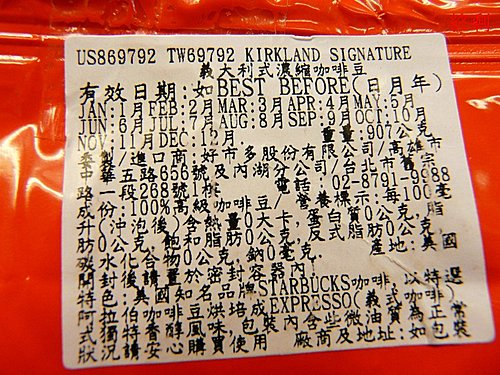 US869792 TW69792 KIRKLAND SIGNATURE
義大利式濃縮咖啡豆
有效日期:如BEST BEFORE(日月年)
JAN:1月FEB:2月MAR:3月APR:4月MAY:5月
JUN:6月JUL:7月AUG:8月SEP:9月OCT:10月
NOV:11月DEC:12月 重量:907公克
委製/進口商:好市多股份有限公司/高雄市
中華五路656號及內湖分公司/台北市舊宗
路一段268號1樓 電話:02-8791-9988
成份:100%高級咖啡豆/營養標示:每100毫
升(沖泡後)含熱量0大卡,蛋白質0公克,脂
肪0公克,飽和脂肪0公克,反式脂肪0公克,
碳水化合物0公克,鈉0毫克. 產地:美國
開封後請置於密封容器內.
特色:美國知名品牌STARBUCKS咖啡,以特選
阿拉伯咖啡豆烘培成EXPRESSO(義式咖啡)
式獨特香醇風味,包裝內含些微油質為正常
狀況請安心購買使用 廠商及地址:如包裝